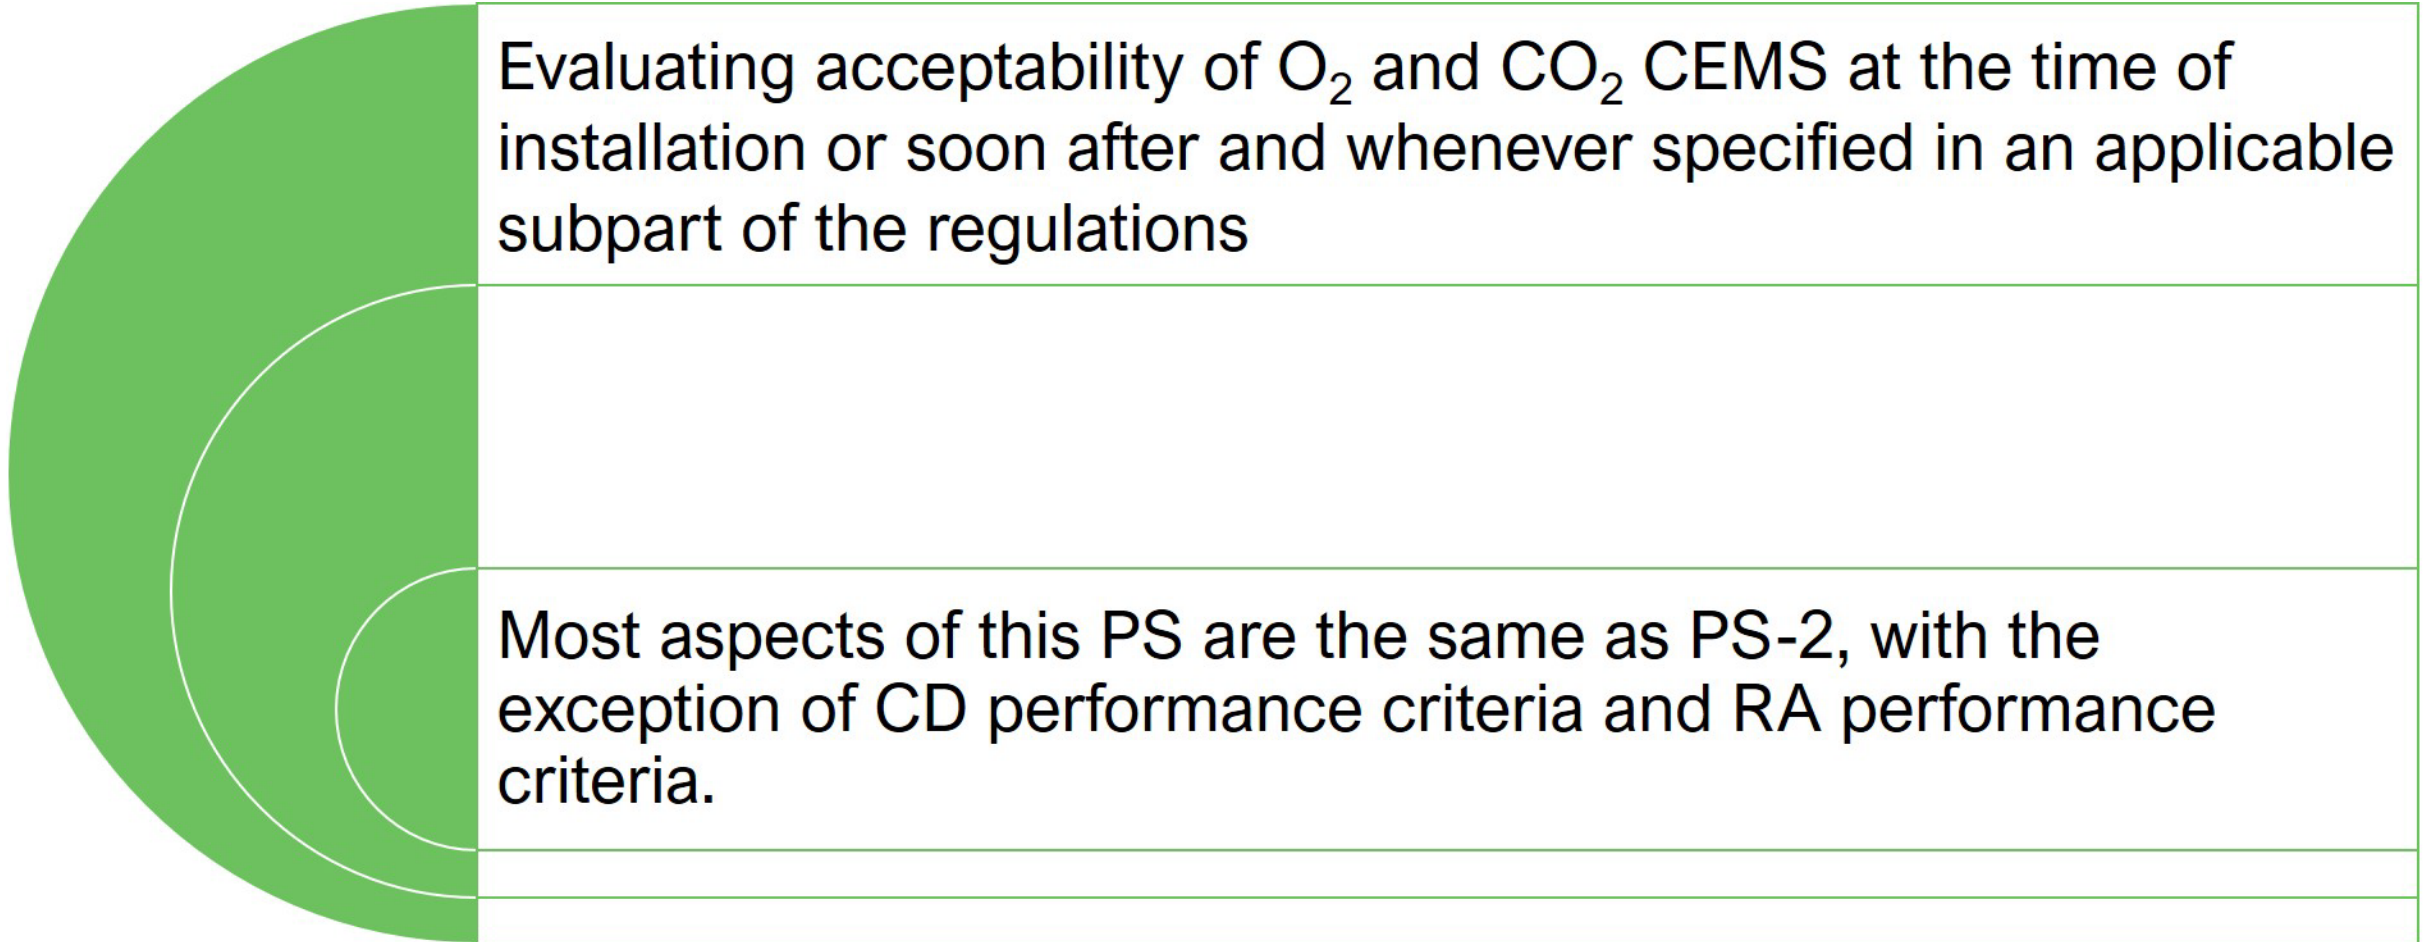 Evaluating acceptability of O₂ and CO₂ CEMS at the time of
installation or soon after and whenever specified in an applicable
subpart of the regulations
Most aspects of this PS are the same as PS-2, with the
exception of CD performance criteria and RA performance
criteria.